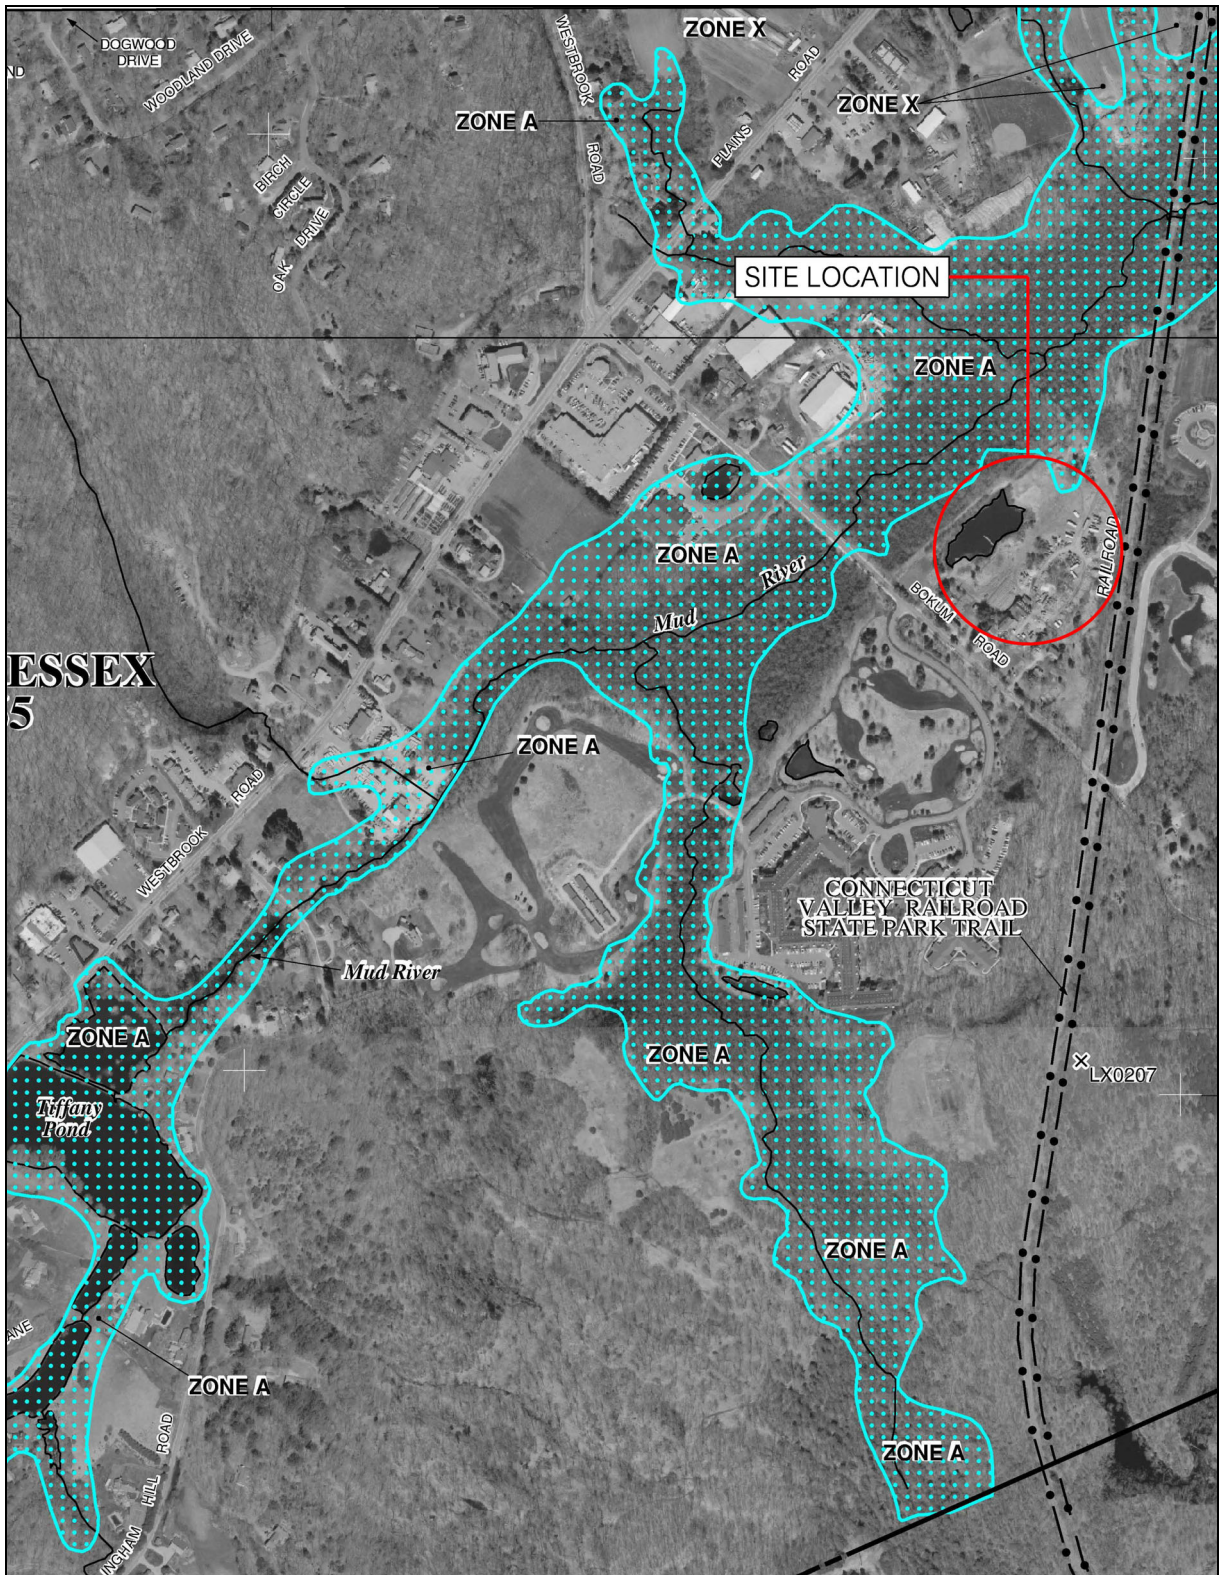 ZONE X
DOGWOOD
DRIVE
WOODLAND DRIVE
ND
WESTBROOK
ROAD
ZONE A
ROAD
PLAINS
ZONE X
BIRCH
CIRCLE
OAK DRIVE
SITE LOCATION
ZONE A
ZONE A
River
Mud
RAILROAD
BOKUM
ROAD
ESSEX
5
ZONE A
ROAD
WESTBROOK
CONNECTICUT
VALLEY RAILROAD
STATE PARK TRAIL
Mud River
ZONE A
ZONE A
LX0207
Tiffany
Pond
ZONE A
ANE
ZONE A
ROAD
HILL
INGHAM
ZONE A